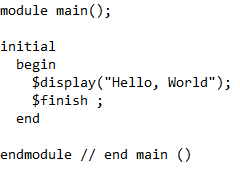 module main();
initial
begin
$display("Hello, World");
$finish ;
end
endmodule // end main ()